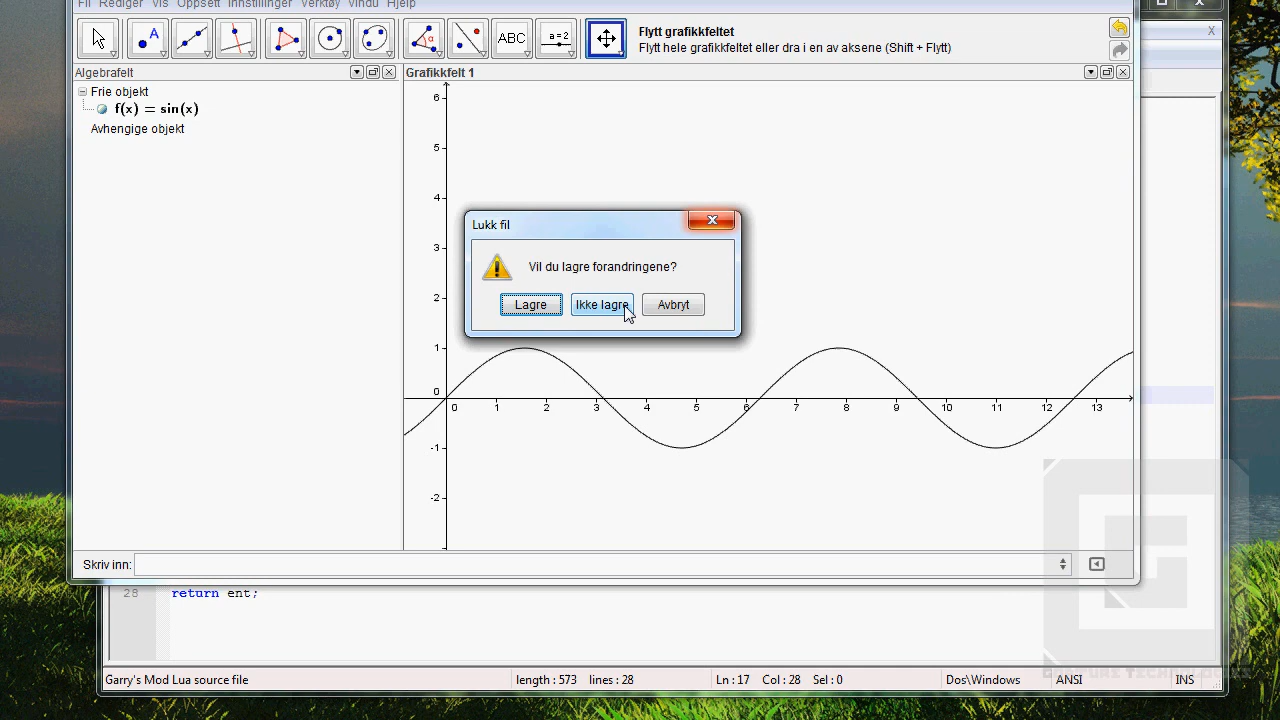 Fil Rediger Vis Oppsett Innstillinger Verktøy Vindu Hjelp
A
ABC
a=2
Flytt grafikkfeltet
Flytt hele grafikkfeltet eller dra i en av aksene (Shift + Flytt)
Algebrafelt
Grafikkfelt 1
X
Frie objekt
f(x) = sin(x)
Avhengige objekt
6
5
4
3
2
1
0
-1
-2
0 1 2 3 4 5 6 7 8 9 10 11 12 13
Lukk fil
Vil du lagre forandringene?
Lagre Ikke lagre Avbryt
Skriv inn:
28 return ent;
Garry's Mod Lua source file length : 573 lines : 28 Ln : 17 Col : 28 Sel : 0 Dos\Windows ANSI INS